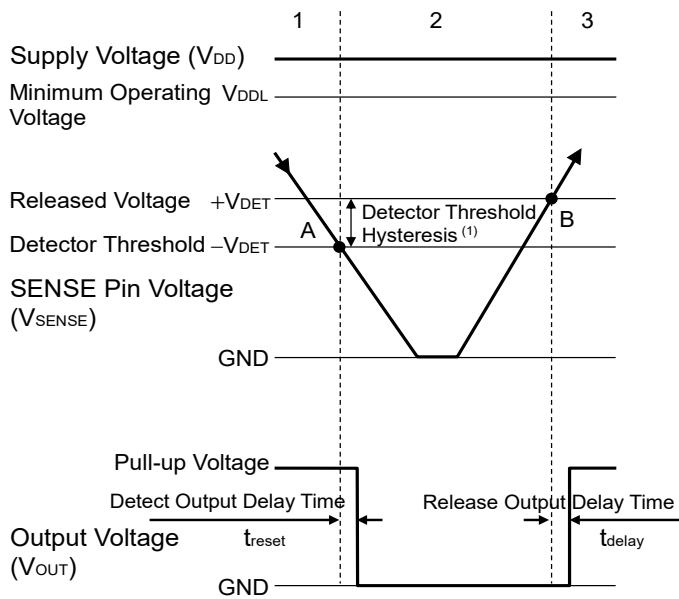 1 2 3
Supply Voltage (VDD)
Minimum Operating VDDL
Voltage
Released Voltage +VDET
Detector Threshold
Hysteresis (1)
A
B
Detector Threshold −VDET
SENSE Pin Voltage
(VSENSE)
GND
Pull-up Voltage
Detect Output Delay Time
Release Output Delay Time
treset
tdelay
Output Voltage
(VOUT)
GND